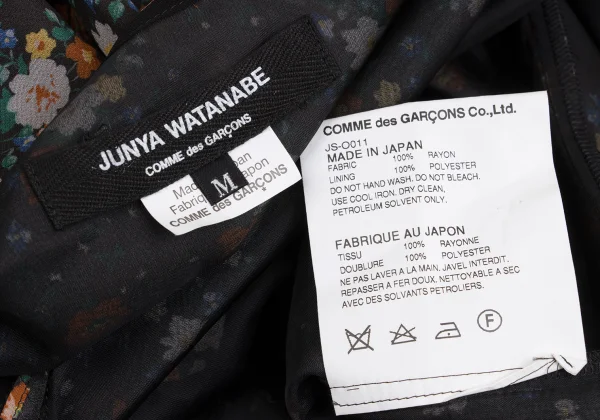 JUNYA WATANABE
COMME des GARÇONS
M
COMME des GARÇONS
COMME des GARÇONS Co.,Ltd.
JS-O011
MADE IN JAPAN
FABRIC 100% RAYON
LINING 100% POLYESTER
DO NOT HAND WASH. DO NOT BLEACH.
USE COOL IRON. DRY CLEAN,
PETROLEUM SOLVENT ONLY.
FABRIQUE AU JAPON
TISSU 100% RAYONNE
DOUBLURE 100% POLYESTER
NE PAS LAVER A LA MAIN. JAVEL INTERDIT.
REPASSER A FER DOUX. NETTOYABLE A SEC
AVEC DES SOLVANTS PETROLIERS.
F